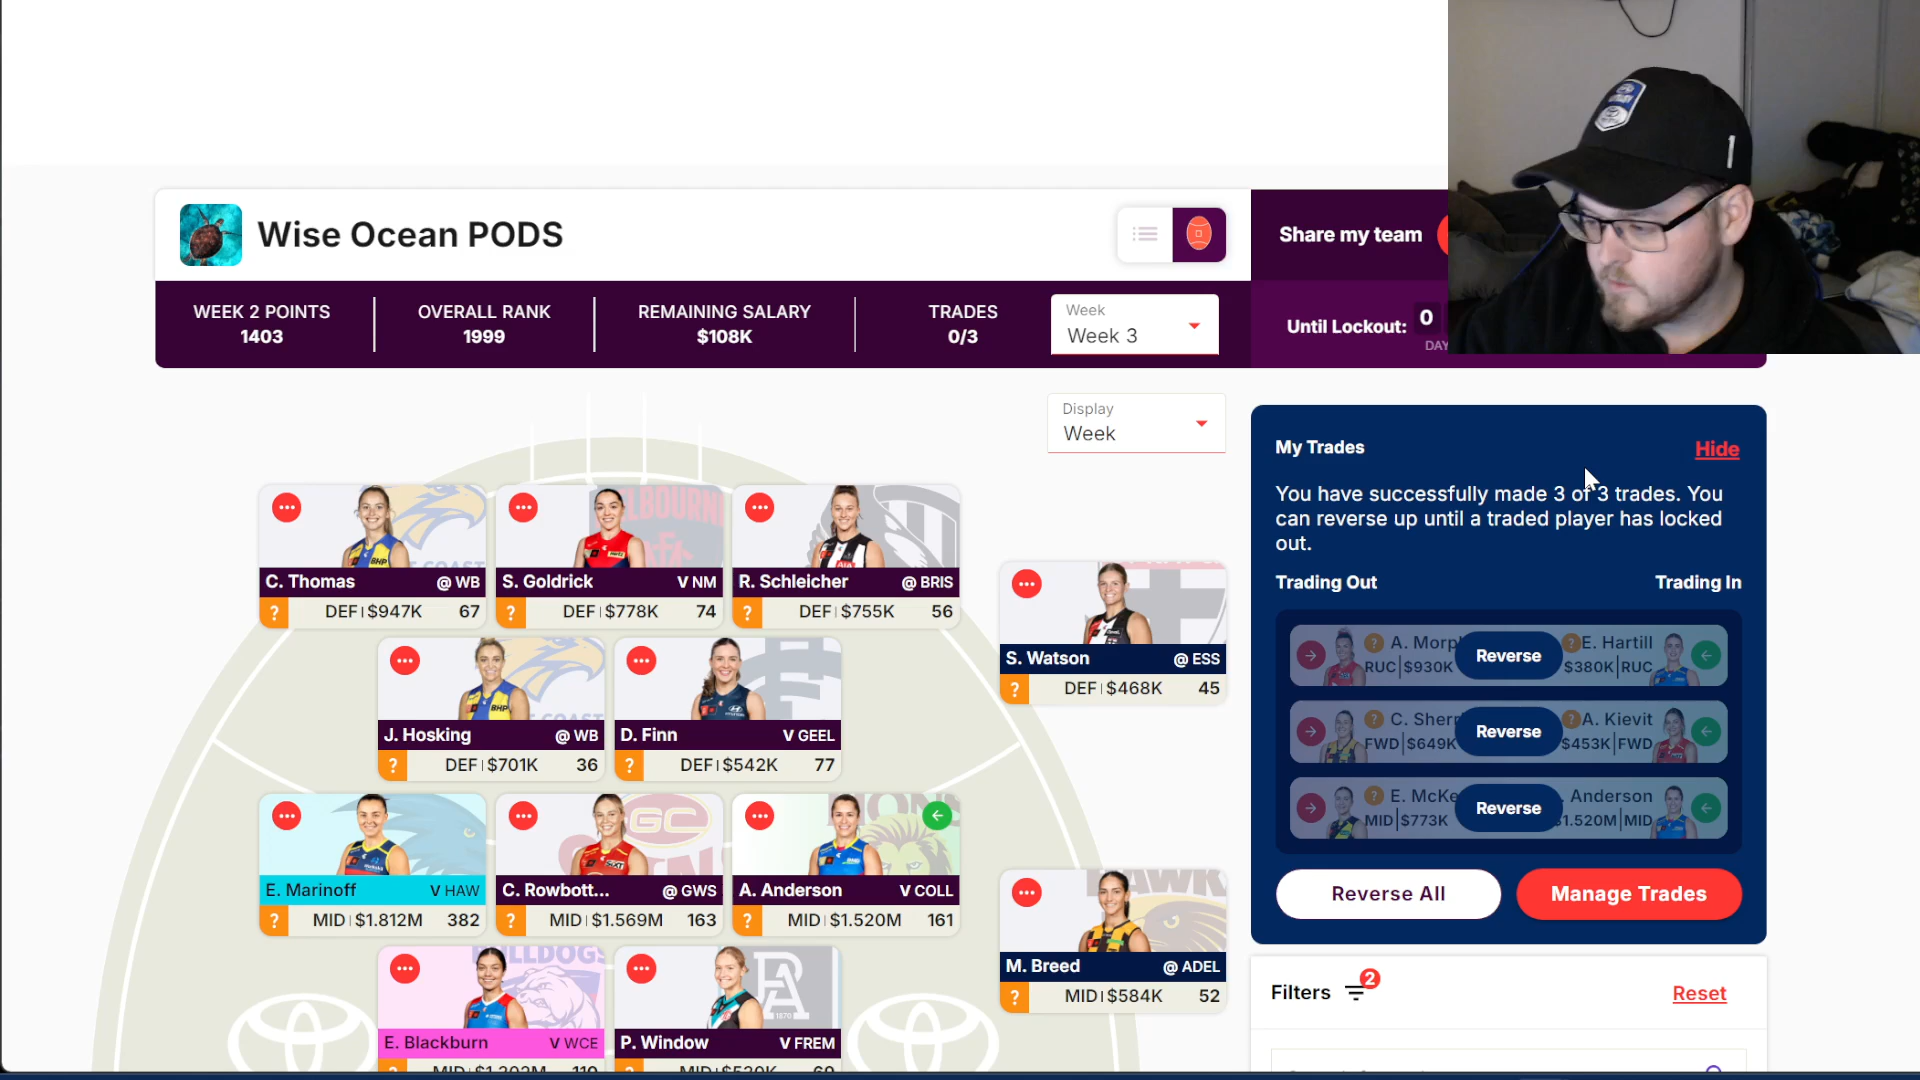 Wise Ocean PODS
Share my team
WEEK 2 POINTS
1403
OVERALL RANK
1999
REMAINING SALARY
$108K
TRADES
0/3
Week
Week 3
Until Lockout:
0
DAY
Display
Week
My Trades
Hide
You have successfully made 3 of 3 trades. You
can reverse up until a traded player has locked
out.
Trading Out
Trading In
A. Morp
RUC|$930K
Reverse
E. Hartill
$380K|RUC
C. Sherr
FWD|$649K
Reverse
A. Kievit
$453K|FWD
E. McKe
MID|$773K
Reverse
Anderson
$1.520M|MID
Reverse All
Manage Trades
Filters
2
Reset
C. Thomas @ WB
? DEF | $947K 67
S. Goldrick V NM
? DEF | $778K 74
R. Schleicher @ BRIS
? DEF | $755K 56
J. Hosking @ WB
? DEF | $701K 36
D. Finn V GEEL
? DEF | $542K 77
S. Watson @ ESS
? DEF | $468K 45
E. Marinoff V HAW
? MID | $1.812M 382
C. Rowbott... @ GWS
? MID | $1.569M 163
A. Anderson V COLL
? MID | $1.520M 161
M. Breed @ ADEL
? MID | $584K 52
E. Blackburn V WCE
P. Window V FREM